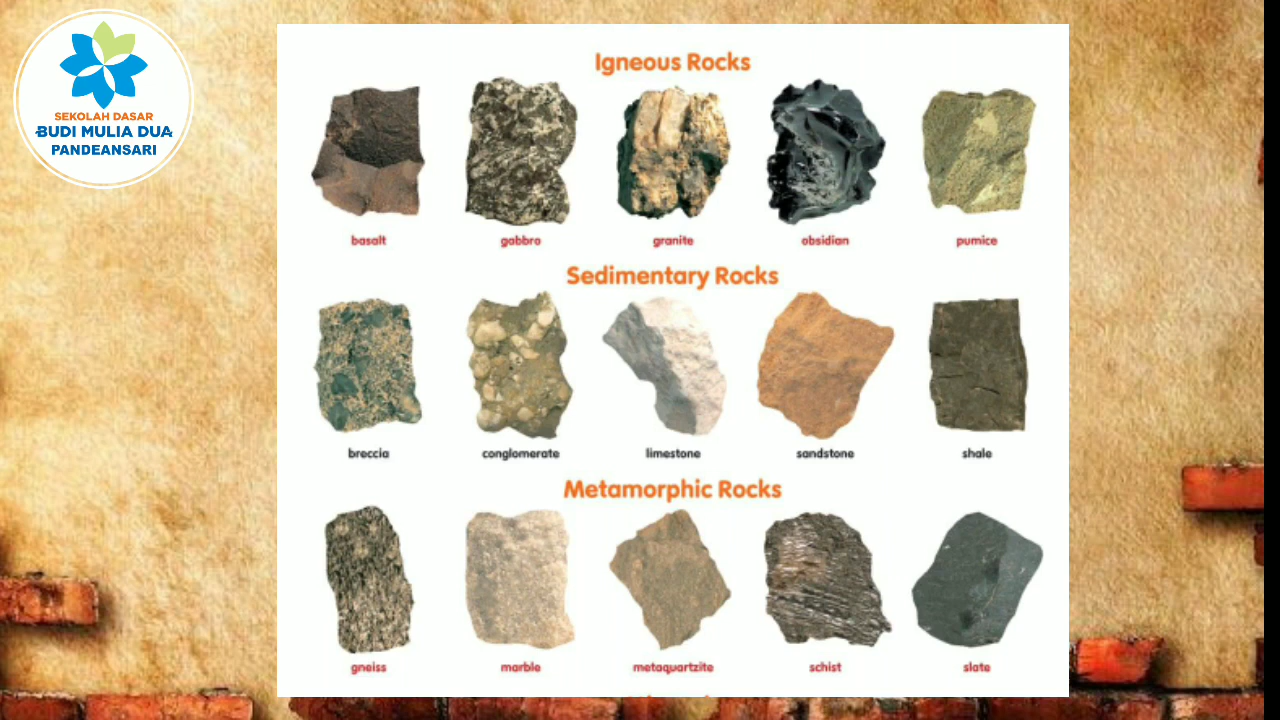 SEKOLAH DASAR
BUDI MULIA DUA
PANDEANSARI
Igneous Rocks
basalt gabbro granite obsidian pumice
Sedimentary Rocks
breccia conglomerate limestone sandstone shale
Metamorphic Rocks
gneiss marble metaquartzite schist slate